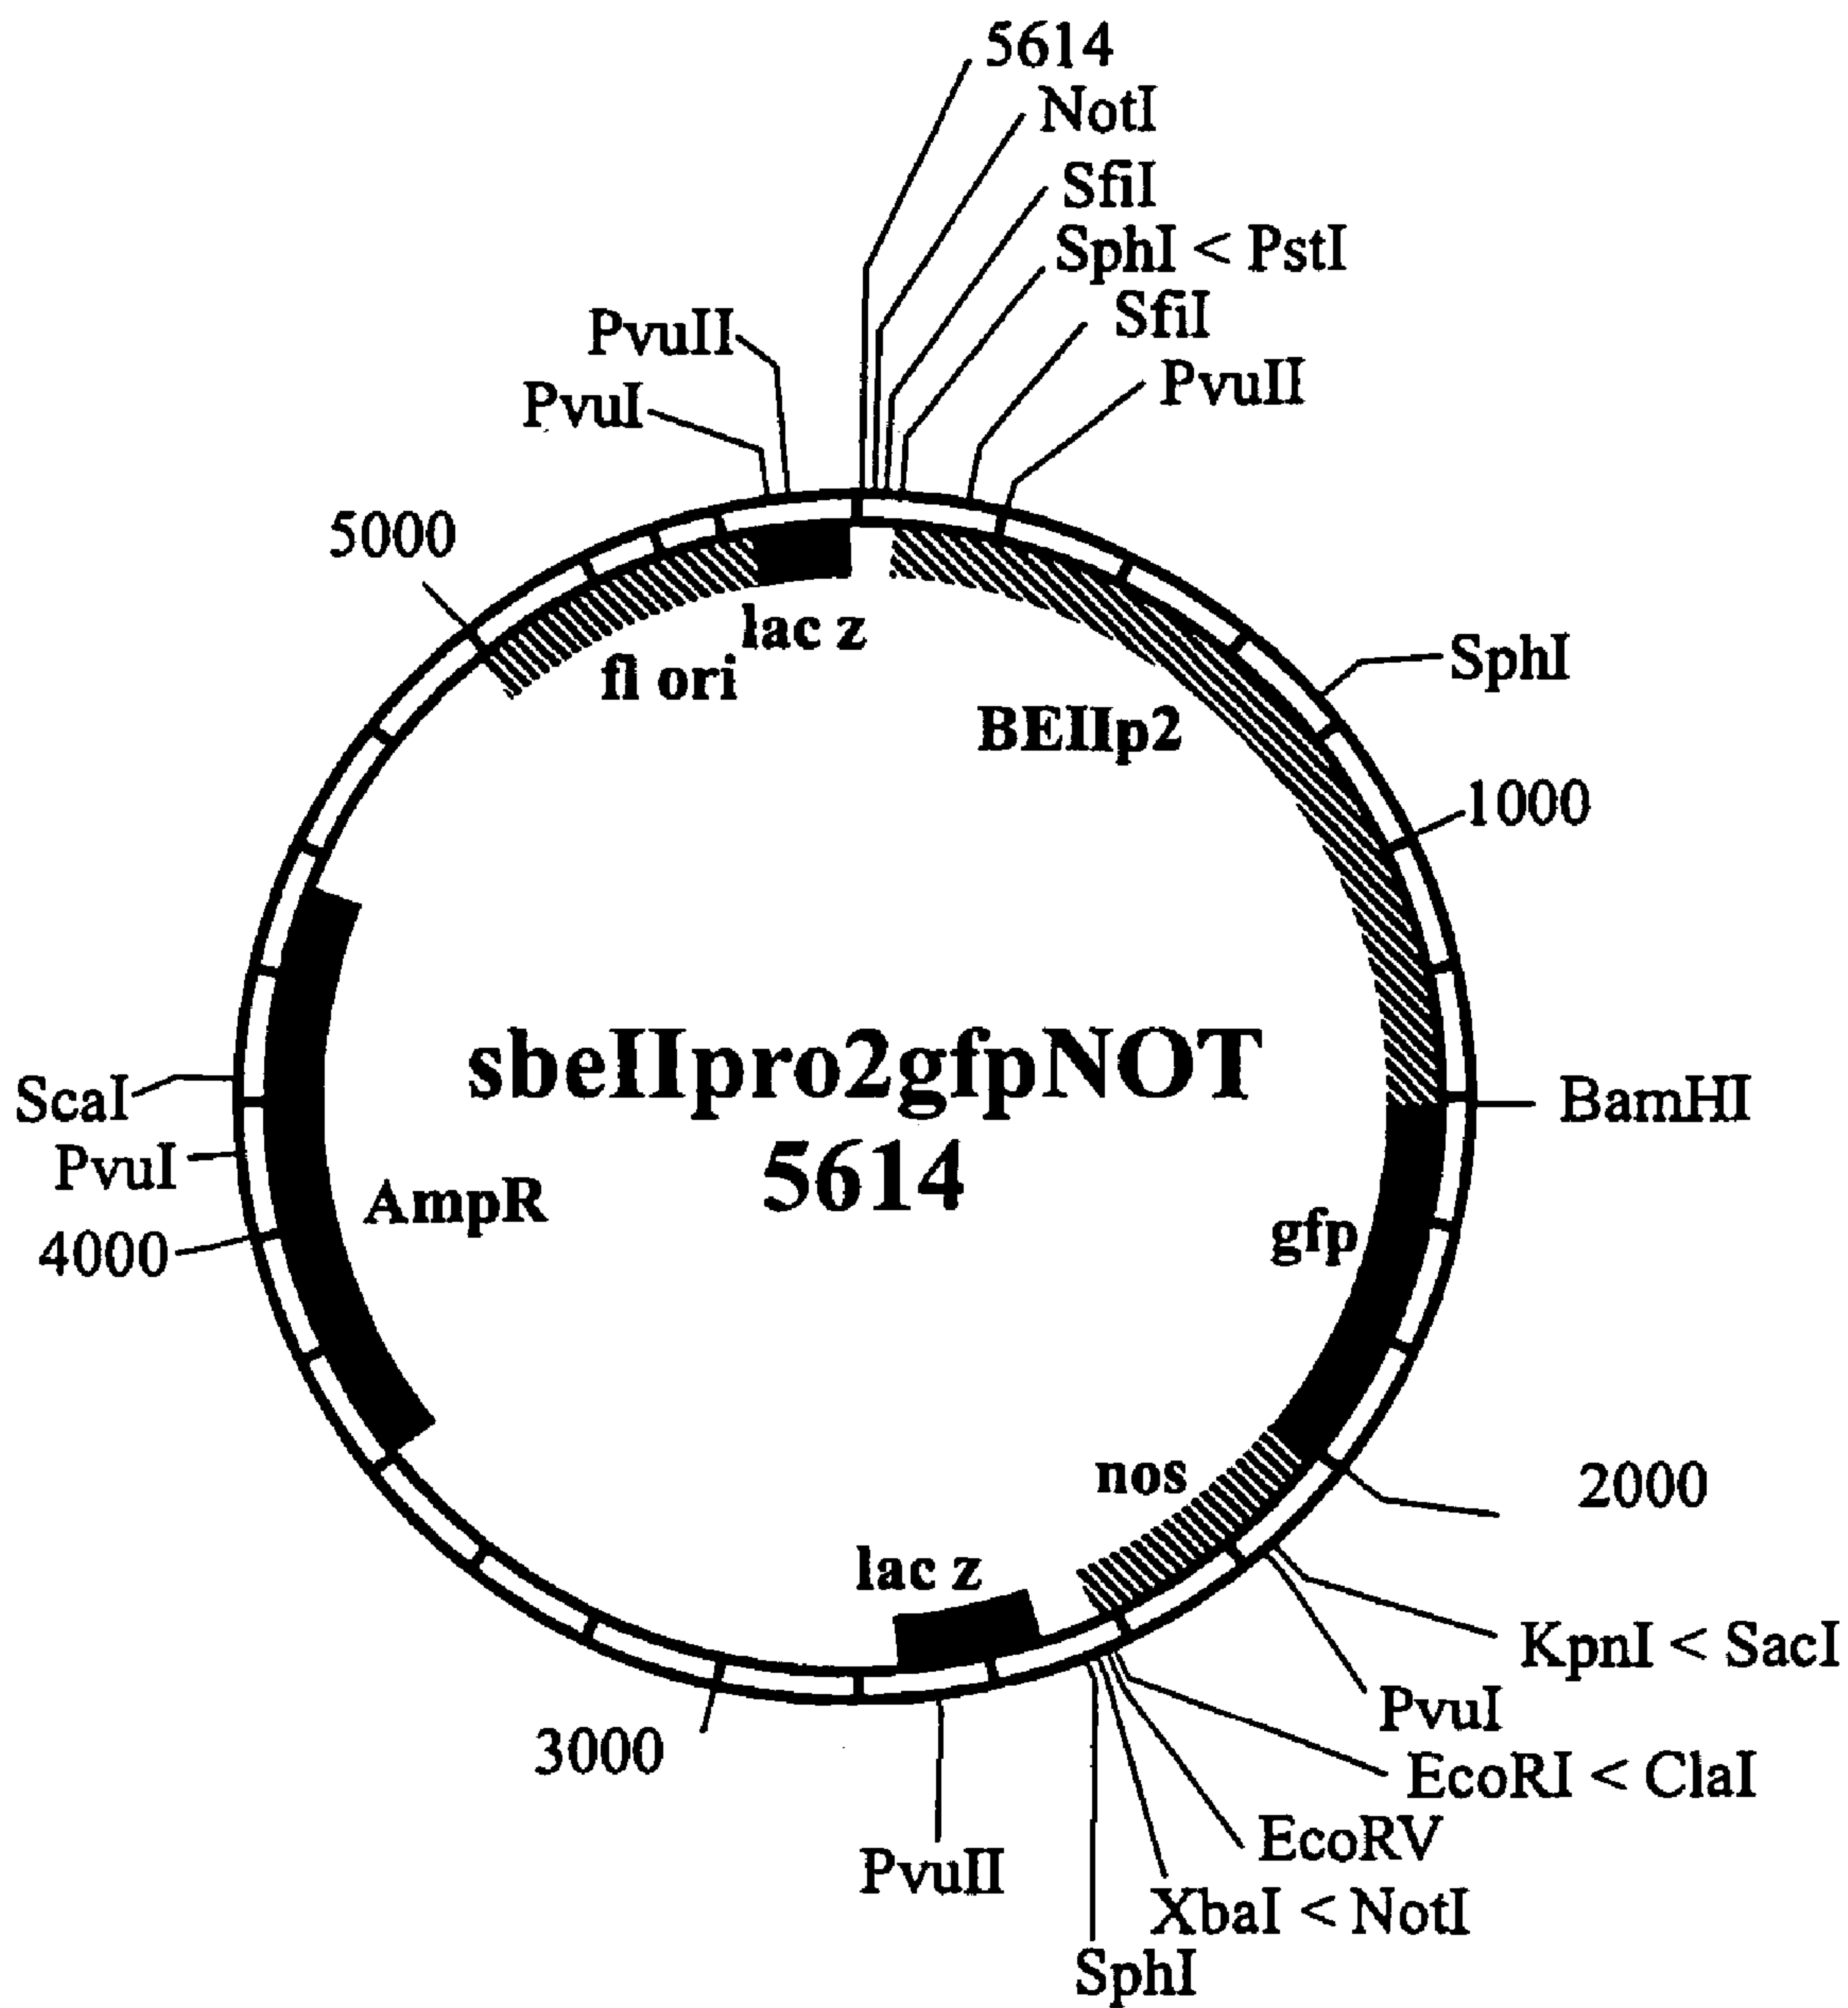 5614
NotI
SfiI
SphI < PstI
SfiI
PvuII
PvuII
PvuI
5000
lac z
fl ori
BEIIp2
SphI
1000
sbeIIpro2gfpNOT
5614
ScaI
PvuI
4000
AmpR
BamHI
gfp
nos
2000
lac z
KpnI < SacI
PvuI
3000
EcoRI < ClaI
EcoRV
PvuII
XbaI < NotI
SphI